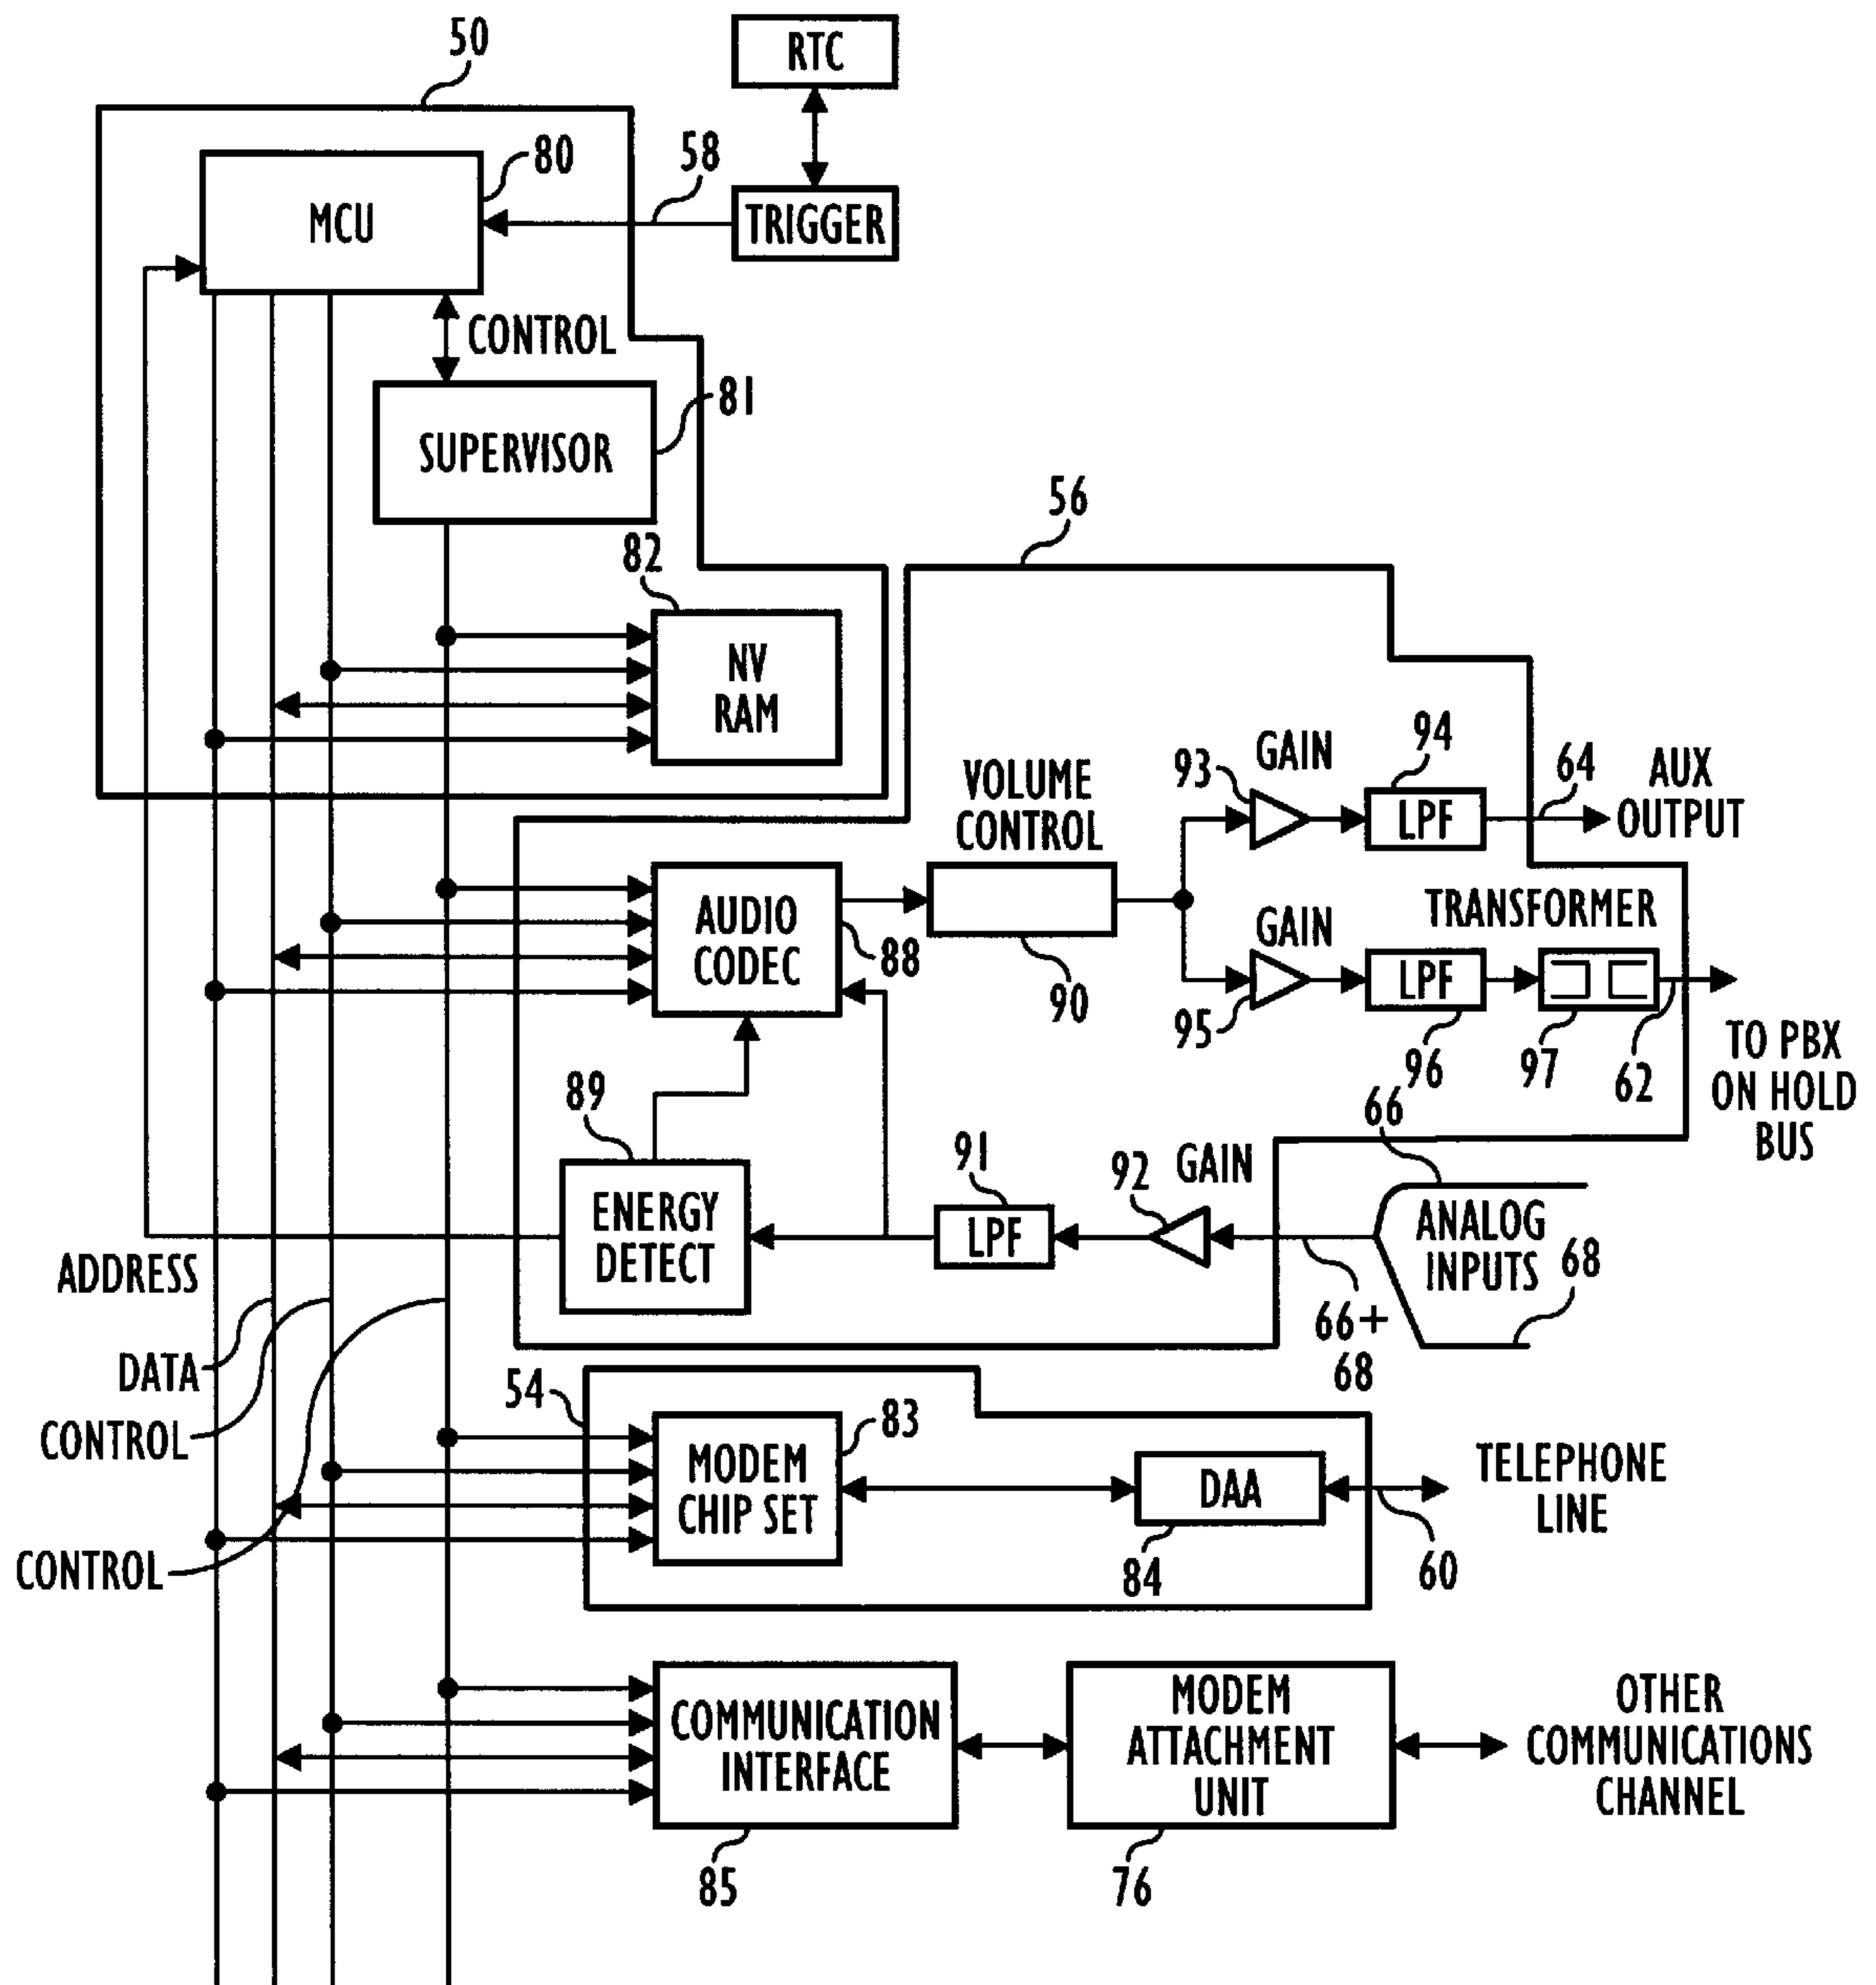 50
RTC
80
58
MCU
TRIGGER
CONTROL
81
SUPERVISOR
56
82
NV
RAM
93
GAIN
94
64
AUX
OUTPUT
VOLUME
CONTROL
AUDIO
CODEC
88
90
GAIN
95
LPF
LPF
96
TRANSFORMER
97
62
TO PBX
ON HOLD
BUS
89
ENERGY
DETECT
91
LPF
92
GAIN
66
ANALOG
INPUTS
68
66+
68
ADDRESS
DATA
CONTROL
CONTROL
54
83
MODEM
CHIP SET
DAA
84
60
TELEPHONE
LINE
COMMUNICATION
INTERFACE
85
MODEM
ATTACHMENT
UNIT
76
OTHER
COMMUNICATIONS
CHANNEL